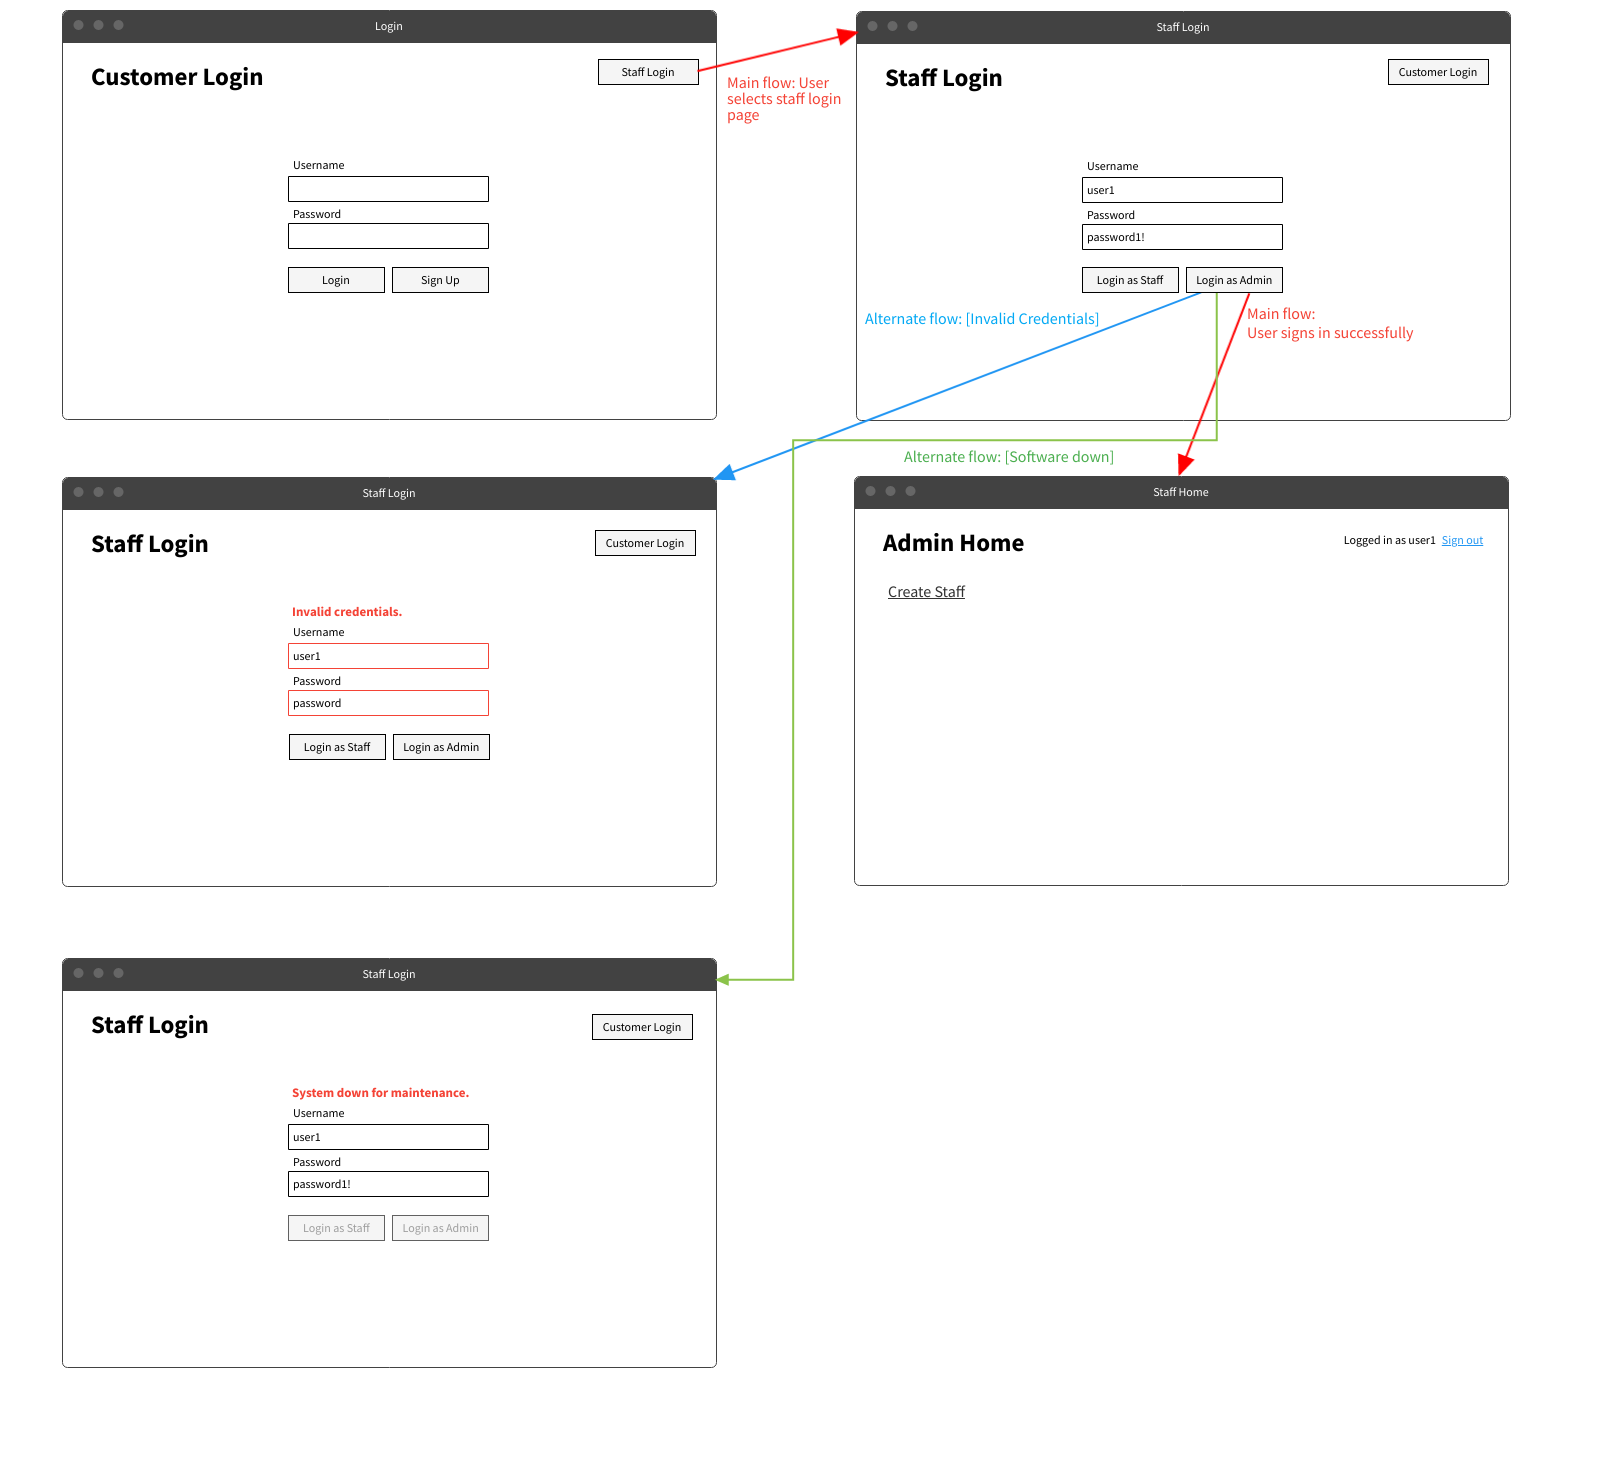 Login
Customer Login
Staff Login
Username
Password
Login
Sign Up
Main flow: User
selects staff login
page
Staff Login
Staff Login
Customer Login
Username
user1
Password
password1!
Login as Staff
Login as Admin
Alternate flow: [Invalid Credentials]
Main flow:
User signs in successfully
Alternate flow: [Software down]
Staff Login
Staff Login
Customer Login
Invalid credentials.
Username
user1
Password
password
Login as Staff
Login as Admin
Staff Home
Admin Home
Logged in as user1 Sign out
Create Staff
Staff Login
Staff Login
Customer Login
System down for maintenance.
Username
user1
Password
password1!
Login as Staff
Login as Admin